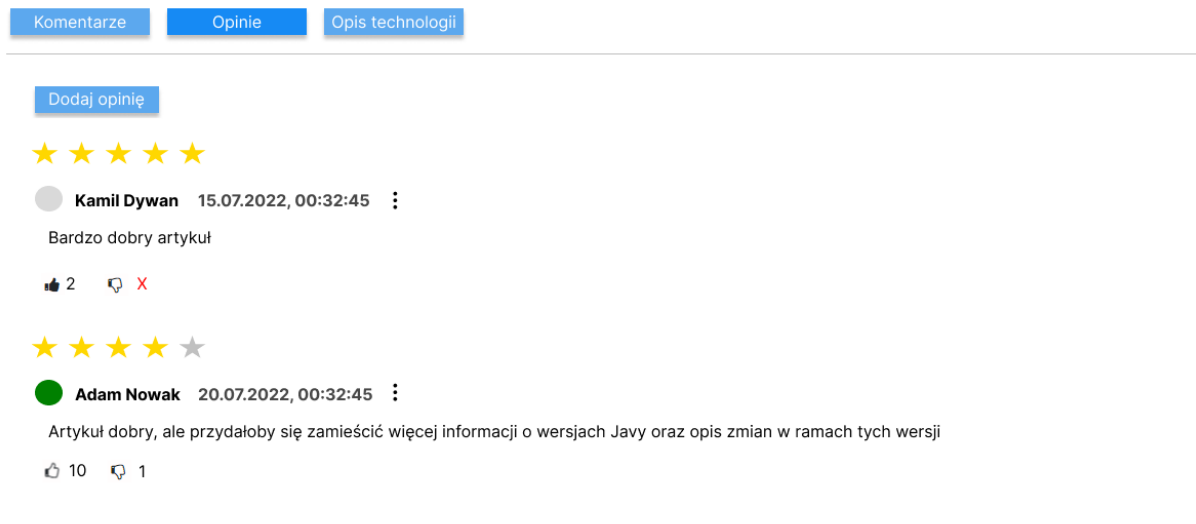 Komentarze Opinie Opis technologii
Dodaj opinię
Kamil Dywan 15.07.2022, 00:32:45
Bardzo dobry artykuł
2 X
Adam Nowak 20.07.2022, 00:32:45
Artykuł dobry, ale przydałoby się zamieścić więcej informacji o wersjach Javy oraz opis zmian w ramach tych wersji
10 1